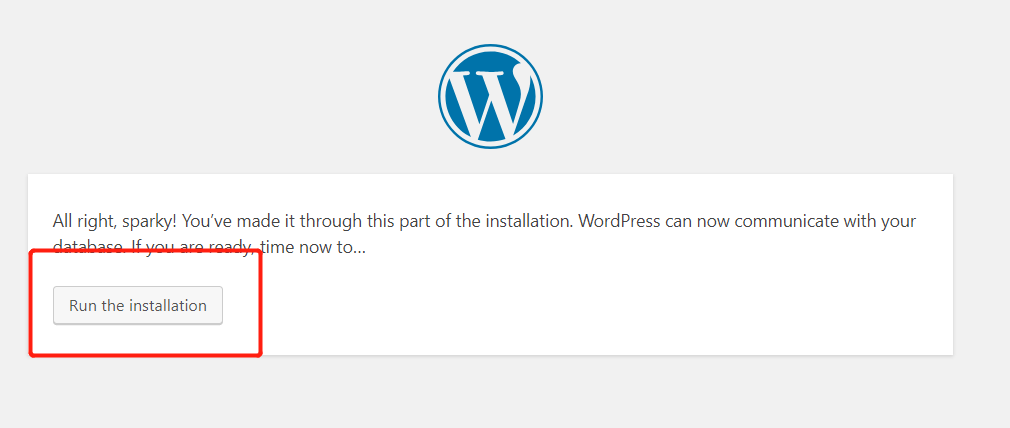 All right, sparky! You’ve made it through this part of the installation. WordPress can now communicate with your
database. If you are ready, time now to…
Run the installation